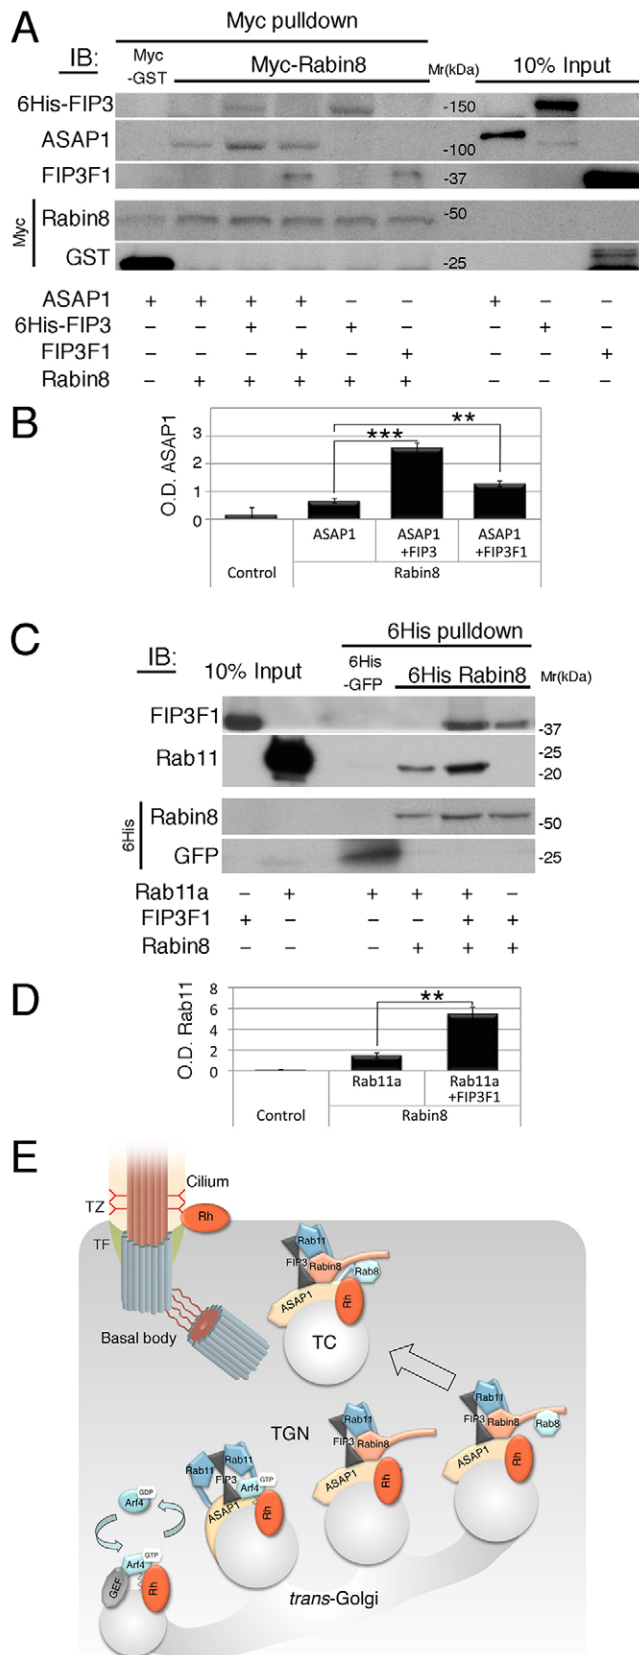 A
Myc pulldown
IB:
Myc
-GST
Myc-Rabin8
Mr(kDa)
10% Input
6His-FIP3
-150
ASAP1
-100
FIP3F1
-37
Myc
Rabin8
-50
GST
-25
ASAP1 + + + + – – + – –
6His-FIP3 – – + – + – – + –
FIP3F1 – – – + – + – – +
Rabin8 – + + + + + – – –
B
O.D. ASAP1
3
2
1
0
***
**
ASAP1
ASAP1
+FIP3
ASAP1
+FIP3F1
Control
Rabin8
C
6His pulldown
IB:
10% Input
6His
-GFP
6His Rabin8
Mr(kDa)
FIP3F1
-37
Rab11
-25
-20
6His
Rabin8
-50
GFP
-25
Rab11a – + + + + –
FIP3F1 + – – – + +
Rabin8 – – – + + +
D
O.D. Rab11
8
6
4
2
0
**
Rab11a
Rab11a
+FIP3F1
Control
Rabin8
E
Cilium
TZ
Rh
TF
Basal body
Rab11
FIP3
Rabin8
Rab8
ASAP1
Rh
TC
TGN
Rab11
FIP3
Rabin8
Rab8
ASAP1
Rh
Rab11
FIP3
Rabin8
ASAP1
Rh
Rab11
Rab11
FIP3
GTP
Arf4
ASAP1
Rh
GDP
Arf4
GTP
Arf4
GEF
Rh
trans-Golgi